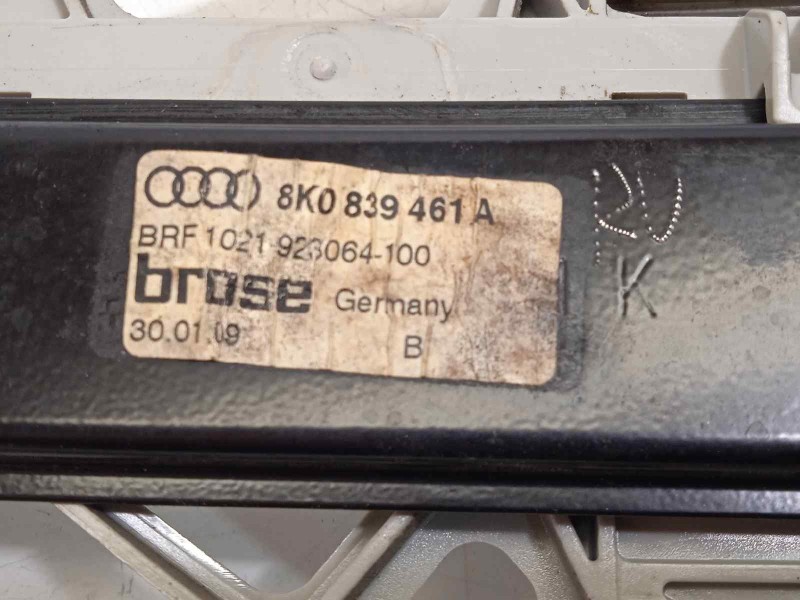 8K0 839 461 A
BRF 1021 923064-100
brose Germany
30.01.09 B
K